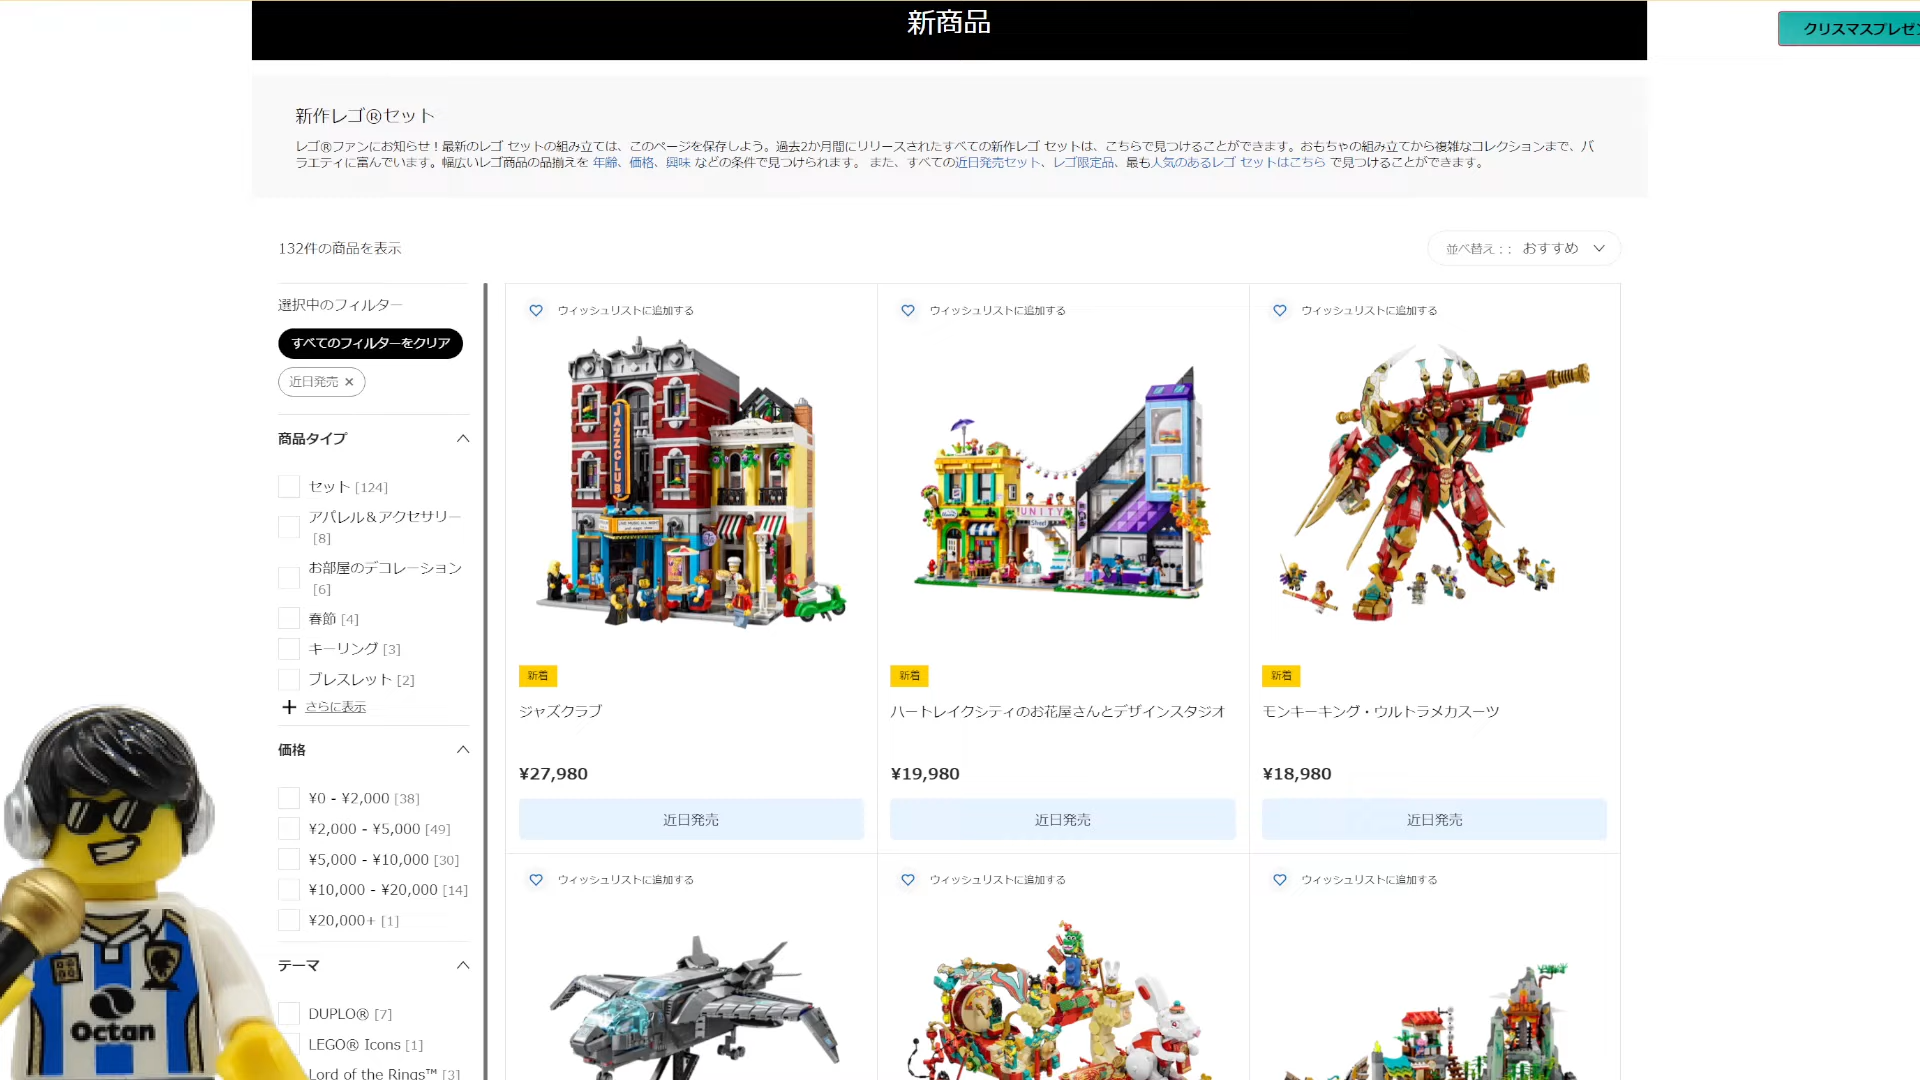 新商品
クリスマスプレゼン
新作レゴ®セット
レゴ®ファンにお知らせ！最新のレゴ セットの組み立ては、このページを保存しよう。過去2か月間にリリースされたすべての新作レゴ セットは、こちらで見つけることができます。おもちゃの組み立てから複雑なコレクションまで、バ
ラエティに富んでいます。幅広いレゴ商品の品揃えを 年齢、価格、興味 などの条件で見つけられます。 また、すべての近日発売セット、レゴ限定品、最も人気のあるレゴ セットはこちら で見つけることができます。
132件の商品を表示
並べ替え：: おすすめ
選択中のフィルター
すべてのフィルターをクリア
近日発売 ×
商品タイプ
セット [124]
アパレル＆アクセサリー
[8]
お部屋のデコレーション
[6]
春節 [4]
キーリング [3]
ブレスレット [2]
+ さらに表示
価格
¥0 - ¥2,000 [38]
¥2,000 - ¥5,000 [49]
¥5,000 - ¥10,000 [30]
¥10,000 - ¥20,000 [14]
¥20,000+ [1]
テーマ
DUPLO® [7]
LEGO® Icons [1]
Lord of the Rings™ [3]
ウィッシュリストに追加する
JAZZ CLUB
新着
ジャズクラブ
¥27,980
近日発売
ウィッシュリストに追加する
UNITY
新着
ハートレイクシティのお花屋さんとデザインスタジオ
¥19,980
近日発売
ウィッシュリストに追加する
新着
モンキーキング・ウルトラメカスーツ
¥18,980
近日発売
ウィッシュリストに追加する
ウィッシュリストに追加する
ウィッシュリストに追加する
Octan